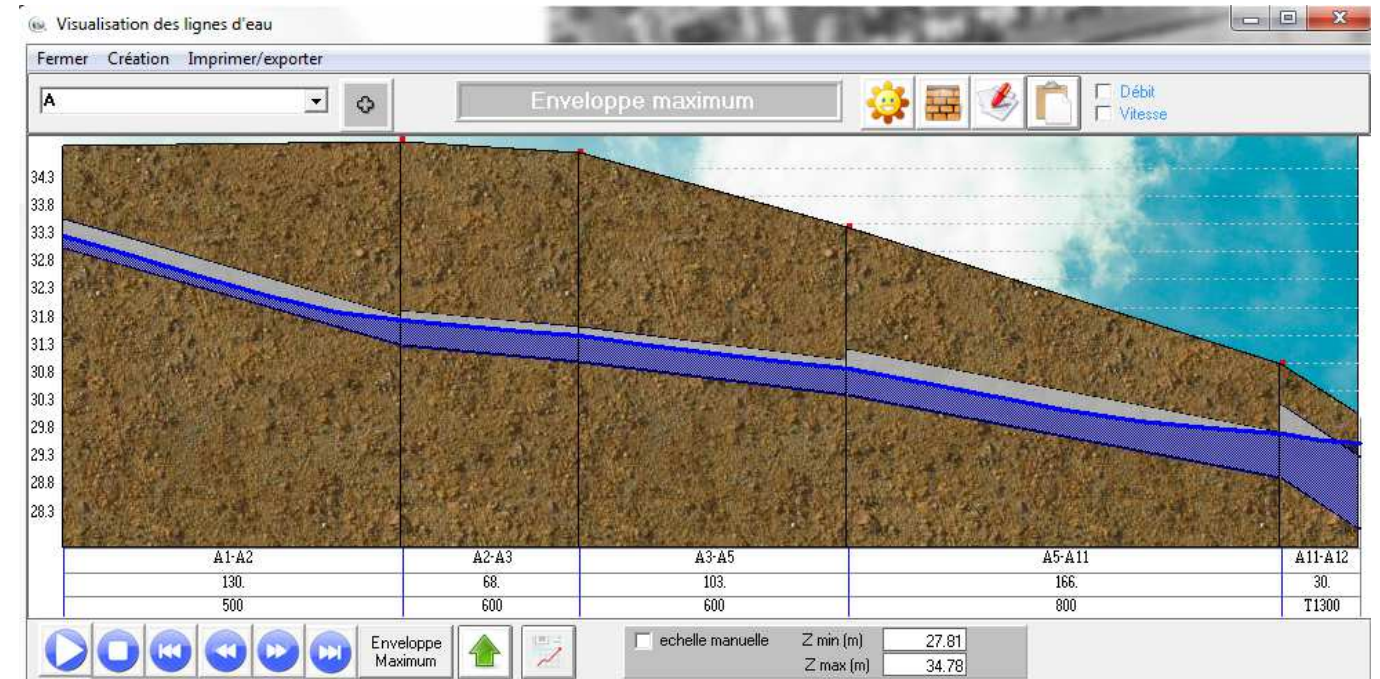 Visualisation des lignes d'eau
Fermer Création Imprimer/exporter
A Enveloppe maximum Débit
Vitesse
34.3
33.8
33.3
32.8
32.3
31.8
31.3
30.8
30.3
29.8
29.3
28.8
28.3
A1-A2 A2-A3 A3-A5 A5-A11 A11-A12
130. 68. 103. 166. 30.
500 600 600 800 T1300
Enveloppe Maximum echelle manuelle Z min (m) 27.81
Z max (m) 34.78